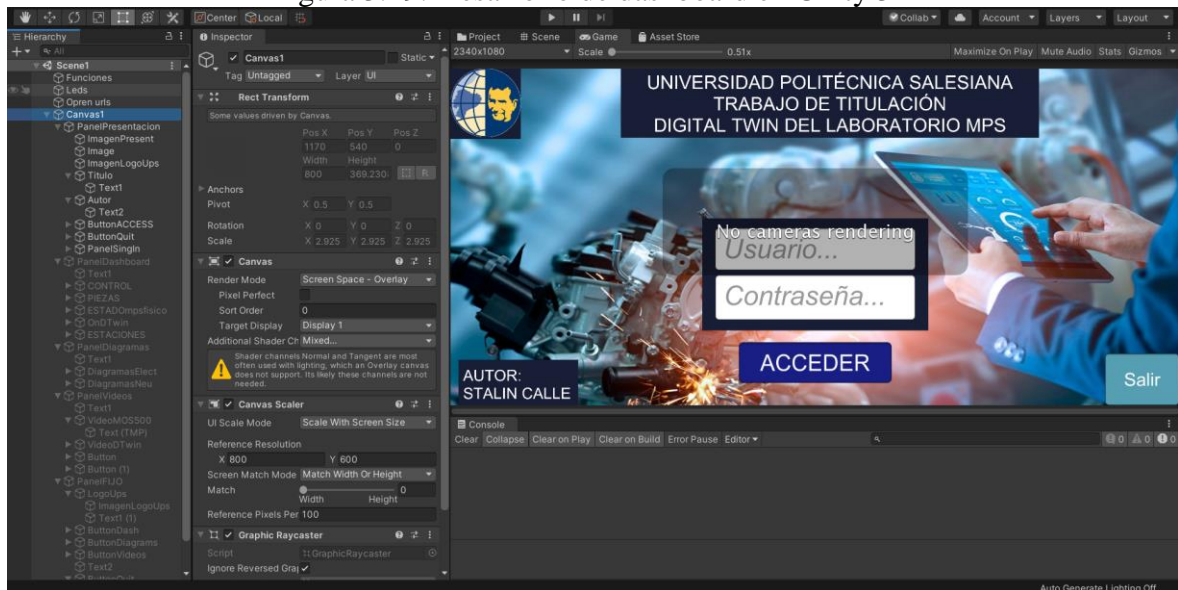 Center Local
Collab Account Layers Layout
Hierarchy
All
Scene1
Funciones
Leds
Opren urls
Canvas1
PanelPresentacion
ImagenPresent
Image
ImagenLogoUps
Titulo
Text1
Autor
Text2
ButtonACCESS
ButtonQuit
PanelSingIn
PanelDashboard
Text1
CONTROL
PIEZAS
ESTADOmpsfisico
OnDTwin
ESTACIONES
PanelDiagramas
Text1
DiagramasElect
DiagramasNeu
PanelVideos
Text1
VideoMOS500
Text (TMP)
VideoDTwin
Button
Button (1)
PanelFIJO
LogoUps
ImagenLogoUps
Text1 (1)
ButtonDash
ButtonDiagrams
ButtonVideos
Text2
Inspector
Canvas1 Static
Tag Untagged Layer UI
Rect Transform
Some values driven by Canvas.
Pos X Pos Y Pos Z
1170 540 0
Width Height
800 369.230 R
Anchors
Pivot X 0.5 Y 0.5
Rotation X 0 Y 0 Z 0
Scale X 2.925 Y 2.925 Z 2.925
Canvas
Render Mode Screen Space - Overlay
Pixel Perfect
Sort Order 0
Target Display Display 1
Additional Shader Ch Mixed...
Shader channels Normal and Tangent are most
often used with lighting, which an Overlay canvas
does not support. Its likely these channels are not
needed.
Canvas Scaler
UI Scale Mode Scale With Screen Size
Reference Resolution
X 800 Y 600
Screen Match Mode Match Width Or Height
Match 0
Width Height
Reference Pixels Per 100
Graphic Raycaster
Script GraphicRaycaster
Ignore Reversed Grap
Project Scene Game Asset Store
2340x1080 Scale 0.51x Maximize On Play Mute Audio Stats Gizmos
UNIVERSIDAD POLITÉCNICA SALESIANA
TRABAJO DE TITULACIÓN
DIGITAL TWIN DEL LABORATORIO MPS
No cameras rendering
Usuario...
Contraseña...
ACCEDER
AUTOR:
STALIN CALLE
Salir
Console
Clear Collapse Clear on Play Clear on Build Error Pause Editor 0 0 0
Auto Generate Lighting Off